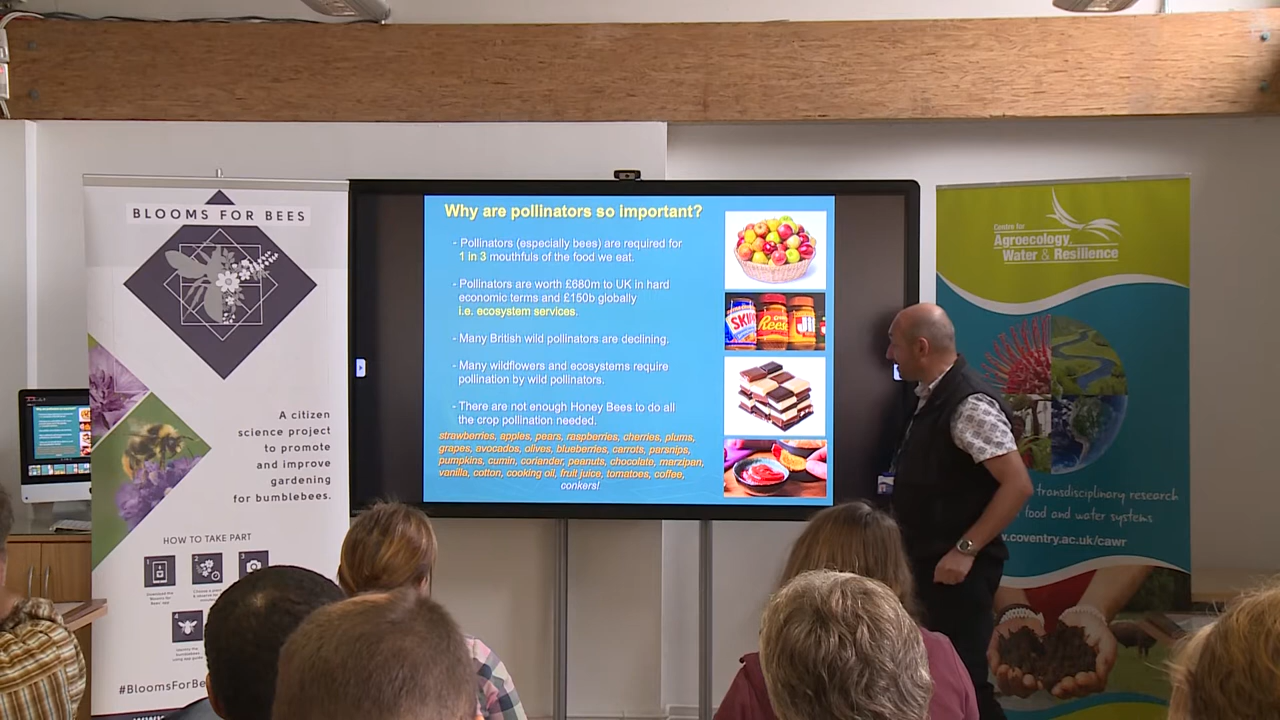 BLOOMS FOR BEES
A citizen
science project
to promote
and improve
gardening
for bumblebees.
HOW TO TAKE PART
1
2
3
4
#BloomsForBe
Why are pollinators so important?
- Pollinators (especially bees) are required for
1 in 3 mouthfuls of the food we eat.
- Pollinators are worth £680m to UK in hard
economic terms and £150b globally
i.e. ecosystem services.
- Many British wild pollinators are declining.
- Many wildflowers and ecosystems require
pollination by wild pollinators.
- There are not enough Honey Bees to do all
the crop pollination needed.
strawberries, apples, pears, raspberries, cherries, plums,
grapes, avocados, olives, blueberries, carrots, parsnips,
pumpkins, cumin, coriander, peanuts, chocolate, marzipan,
vanilla, cotton, cooking oil, fruit juice, tomatoes, coffee,
conkers!
SKI
Reese
Jif
Centre for
Agroecology,
Water & Resilience
transdisciplinary research
food and water systems
w.coventry.ac.uk/cawr